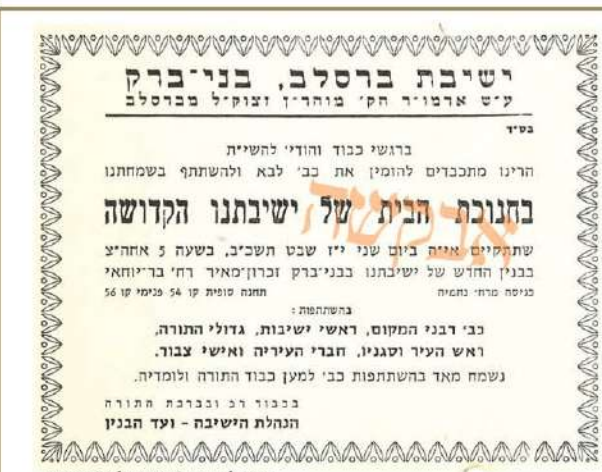 ישיבת ברסלב, בני־ברק
ע״ש אדמו״ר הק׳ מוהר״ן זצוק״ל מברסלב
בס״ד
ברגשי כבוד והודי׳ להשי״ת
הרינו מתכבדים להזמין את כב׳ לבא ולהשתתף בשמחתנו
בחנוכת הבית של ישיבתנו הקדושה
שתתקיים אי״ה ביום שני י״ז שבט תשכ״ב, בשעה 5 אחה״צ
בבנין החדש של ישיבתנו בבני־ברק זכרון־מאיר רח׳ בר־יוחאי
כניסה מרח׳ נחמיה תחנה סופית קו 54 פנימי קו 56
בהשתתפות:
כב׳ רבני המקום, ראשי ישיבות, גדולי התורה,
ראש העיר וסגניו, חברי העיריה ואישי צבור.
נשמח מאד בהשתתפות כב׳ למען כבוד התורה ולומדיה.
בכבוד רב ובברכת התורה
הנהלת הישיבה – ועד הבנין
אבקשה